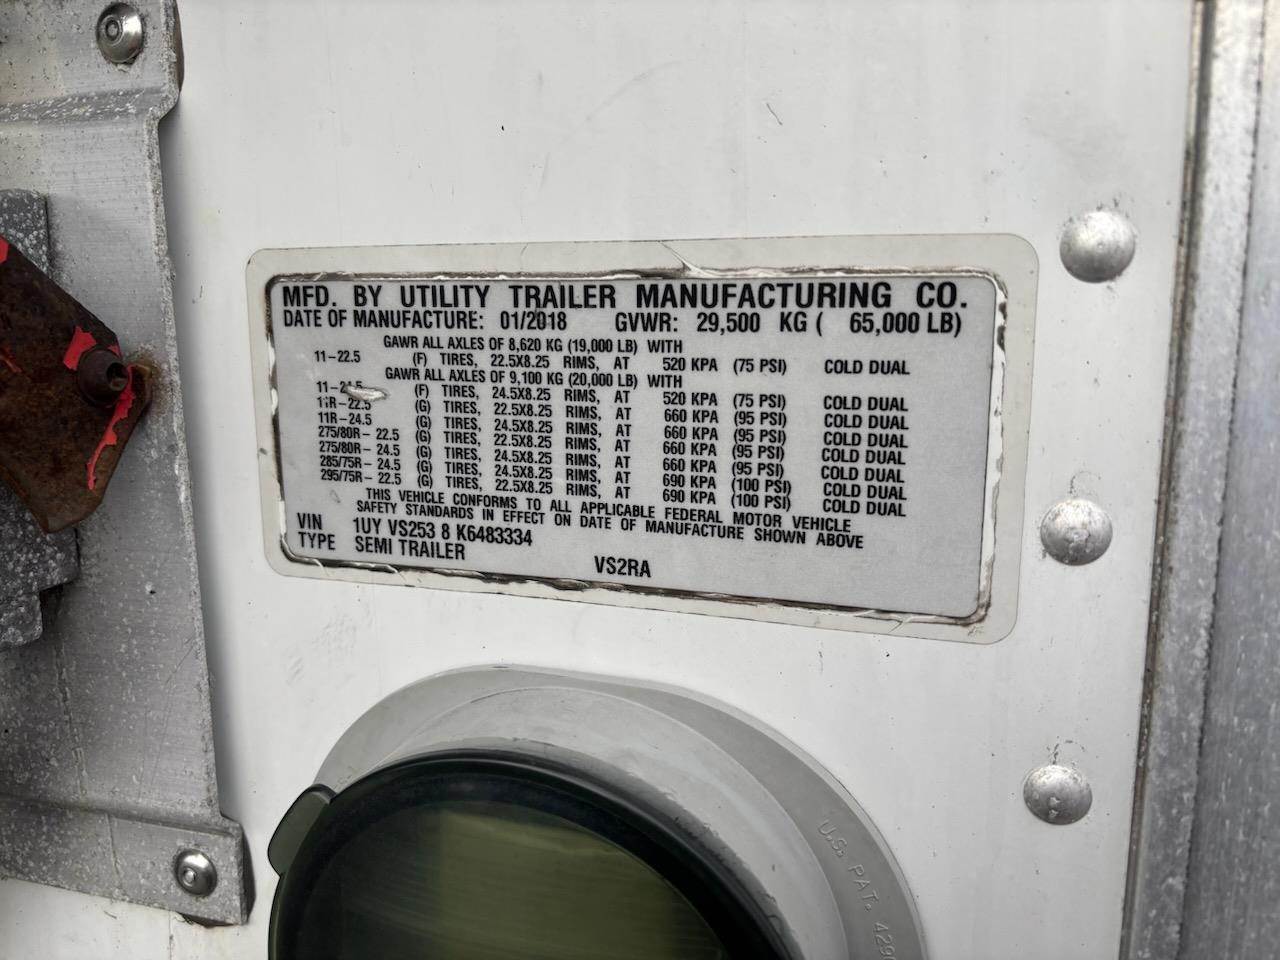 MFD. BY UTILITY TRAILER MANUFACTURING CO.
DATE OF MANUFACTURE: 01/2018 GVWR: 29,500 KG ( 65,000 LB)
GAWR ALL AXLES OF 8,620 KG (19,000 LB) WITH
11-22.5 (F) TIRES, 22.5X8.25 RIMS, AT 520 KPA (75 PSI) COLD DUAL
GAWR ALL AXLES OF 9,100 KG (20,000 LB) WITH
11-24.5 (F) TIRES, 24.5X8.25 RIMS, AT 520 KPA (75 PSI) COLD DUAL
11R-22.5 (G) TIRES, 22.5X8.25 RIMS, AT 660 KPA (95 PSI) COLD DUAL
11R-24.5 (G) TIRES, 24.5X8.25 RIMS, AT 660 KPA (95 PSI) COLD DUAL
275/80R- 22.5 (G) TIRES, 22.5X8.25 RIMS, AT 660 KPA (95 PSI) COLD DUAL
275/80R- 24.5 (G) TIRES, 24.5X8.25 RIMS, AT 660 KPA (95 PSI) COLD DUAL
285/75R- 24.5 (G) TIRES, 24.5X8.25 RIMS, AT 690 KPA (100 PSI) COLD DUAL
295/75R- 22.5 (G) TIRES, 22.5X8.25 RIMS, AT 690 KPA (100 PSI) COLD DUAL
THIS VEHICLE CONFORMS TO ALL APPLICABLE FEDERAL MOTOR VEHICLE
SAFETY STANDARDS IN EFFECT ON DATE OF MANUFACTURE SHOWN ABOVE
VIN 1UY VS253 8 K6483334
TYPE SEMI TRAILER VS2RA
U.S. PAT.